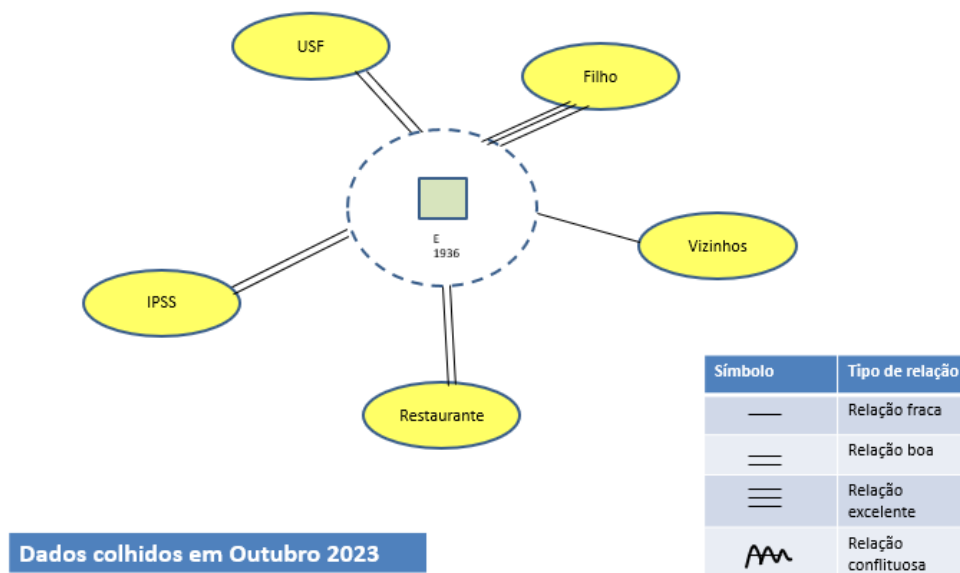 USF
Filho
E
1936
Vizinhos
IPSS
Restaurante
Símbolo Tipo de relação
Relação fraca
Relação boa
Relação
excelente
Relação
conflituosa
Dados colhidos em Outubro 2023